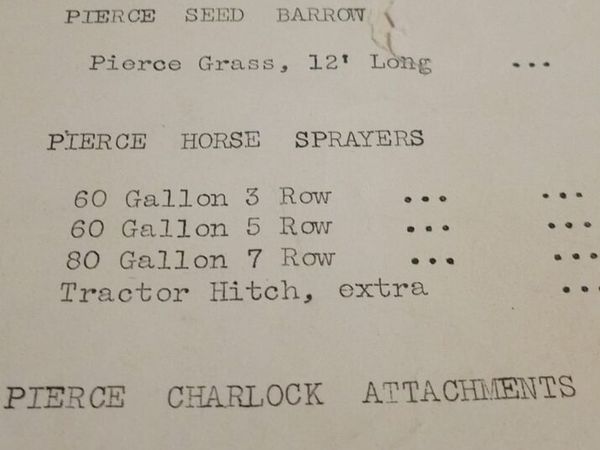 PIERCE SEED BARROW
Pierce Grass, 12' Long ...
PIERCE HORSE SPRAYERS
60 Gallon 3 Row ... ...
60 Gallon 5 Row ... ...
80 Gallon 7 Row ... ...
Tractor Hitch, extra ...
PIERCE CHARLOCK ATTACHMENTS